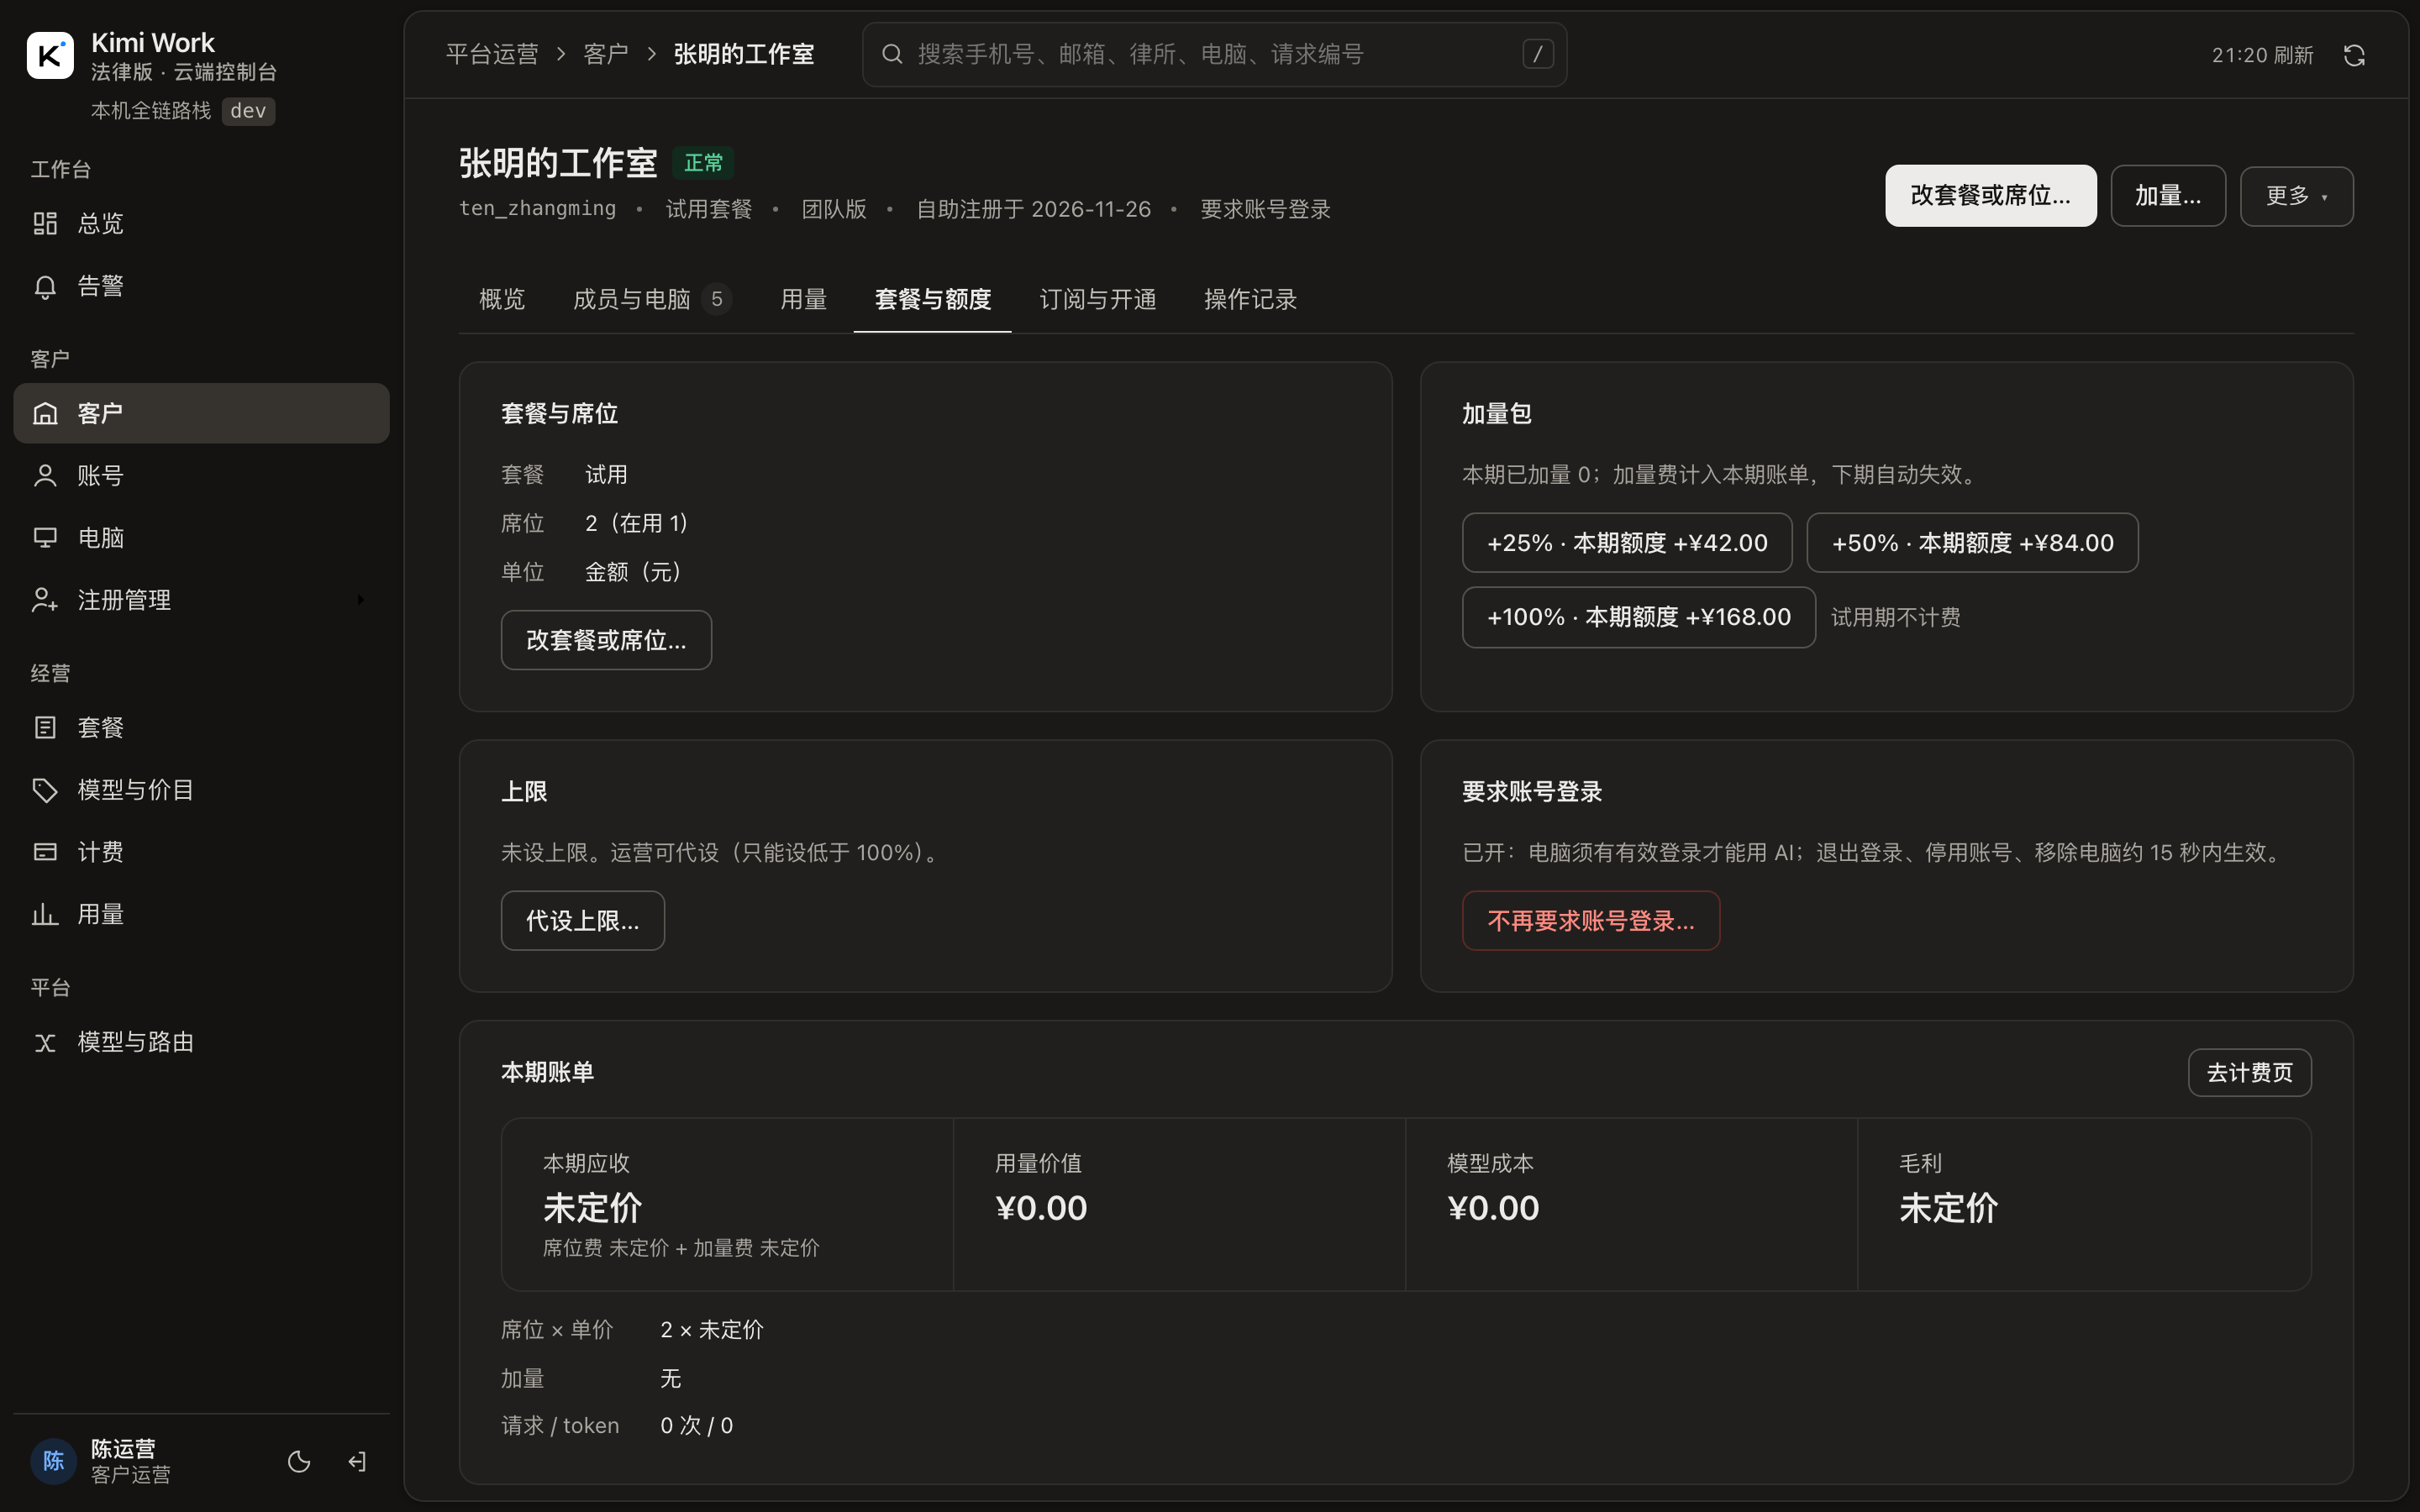 Kimi Work
法律版 · 云端控制台
本机全链路栈 dev
工作台
总览
告警
客户
客户
账号
电脑
注册管理
经营
套餐
模型与价目
计费
用量
平台
模型与路由
陈 陈运营
客户运营
平台运营 > 客户 > 张明的工作室
搜索手机号、邮箱、律所、电脑、请求编号 /
21:20 刷新
张明的工作室 正常
ten_zhangming • 试用套餐 • 团队版 • 自助注册于 2026-11-26 • 要求账号登录
改套餐或席位… 加量… 更多
概览 成员与电脑 5 用量 套餐与额度 订阅与开通 操作记录
套餐与席位
套餐 试用
席位 2（在用 1）
单位 金额（元）
改套餐或席位…
加量包
本期已加量 0；加量费计入本期账单，下期自动失效。
+25% · 本期额度 +¥42.00 +50% · 本期额度 +¥84.00
+100% · 本期额度 +¥168.00 试用期不计费
上限
未设上限。运营可代设（只能设低于 100%）。
代设上限…
要求账号登录
已开：电脑须有有效登录才能用 AI；退出登录、停用账号、移除电脑约 15 秒内生效。
不再要求账号登录…
本期账单
去计费页
本期应收
未定价
席位费 未定价 + 加量费 未定价
用量价值
¥0.00
模型成本
¥0.00
毛利
未定价
席位 × 单价 2 × 未定价
加量 无
请求 / token 0 次 / 0